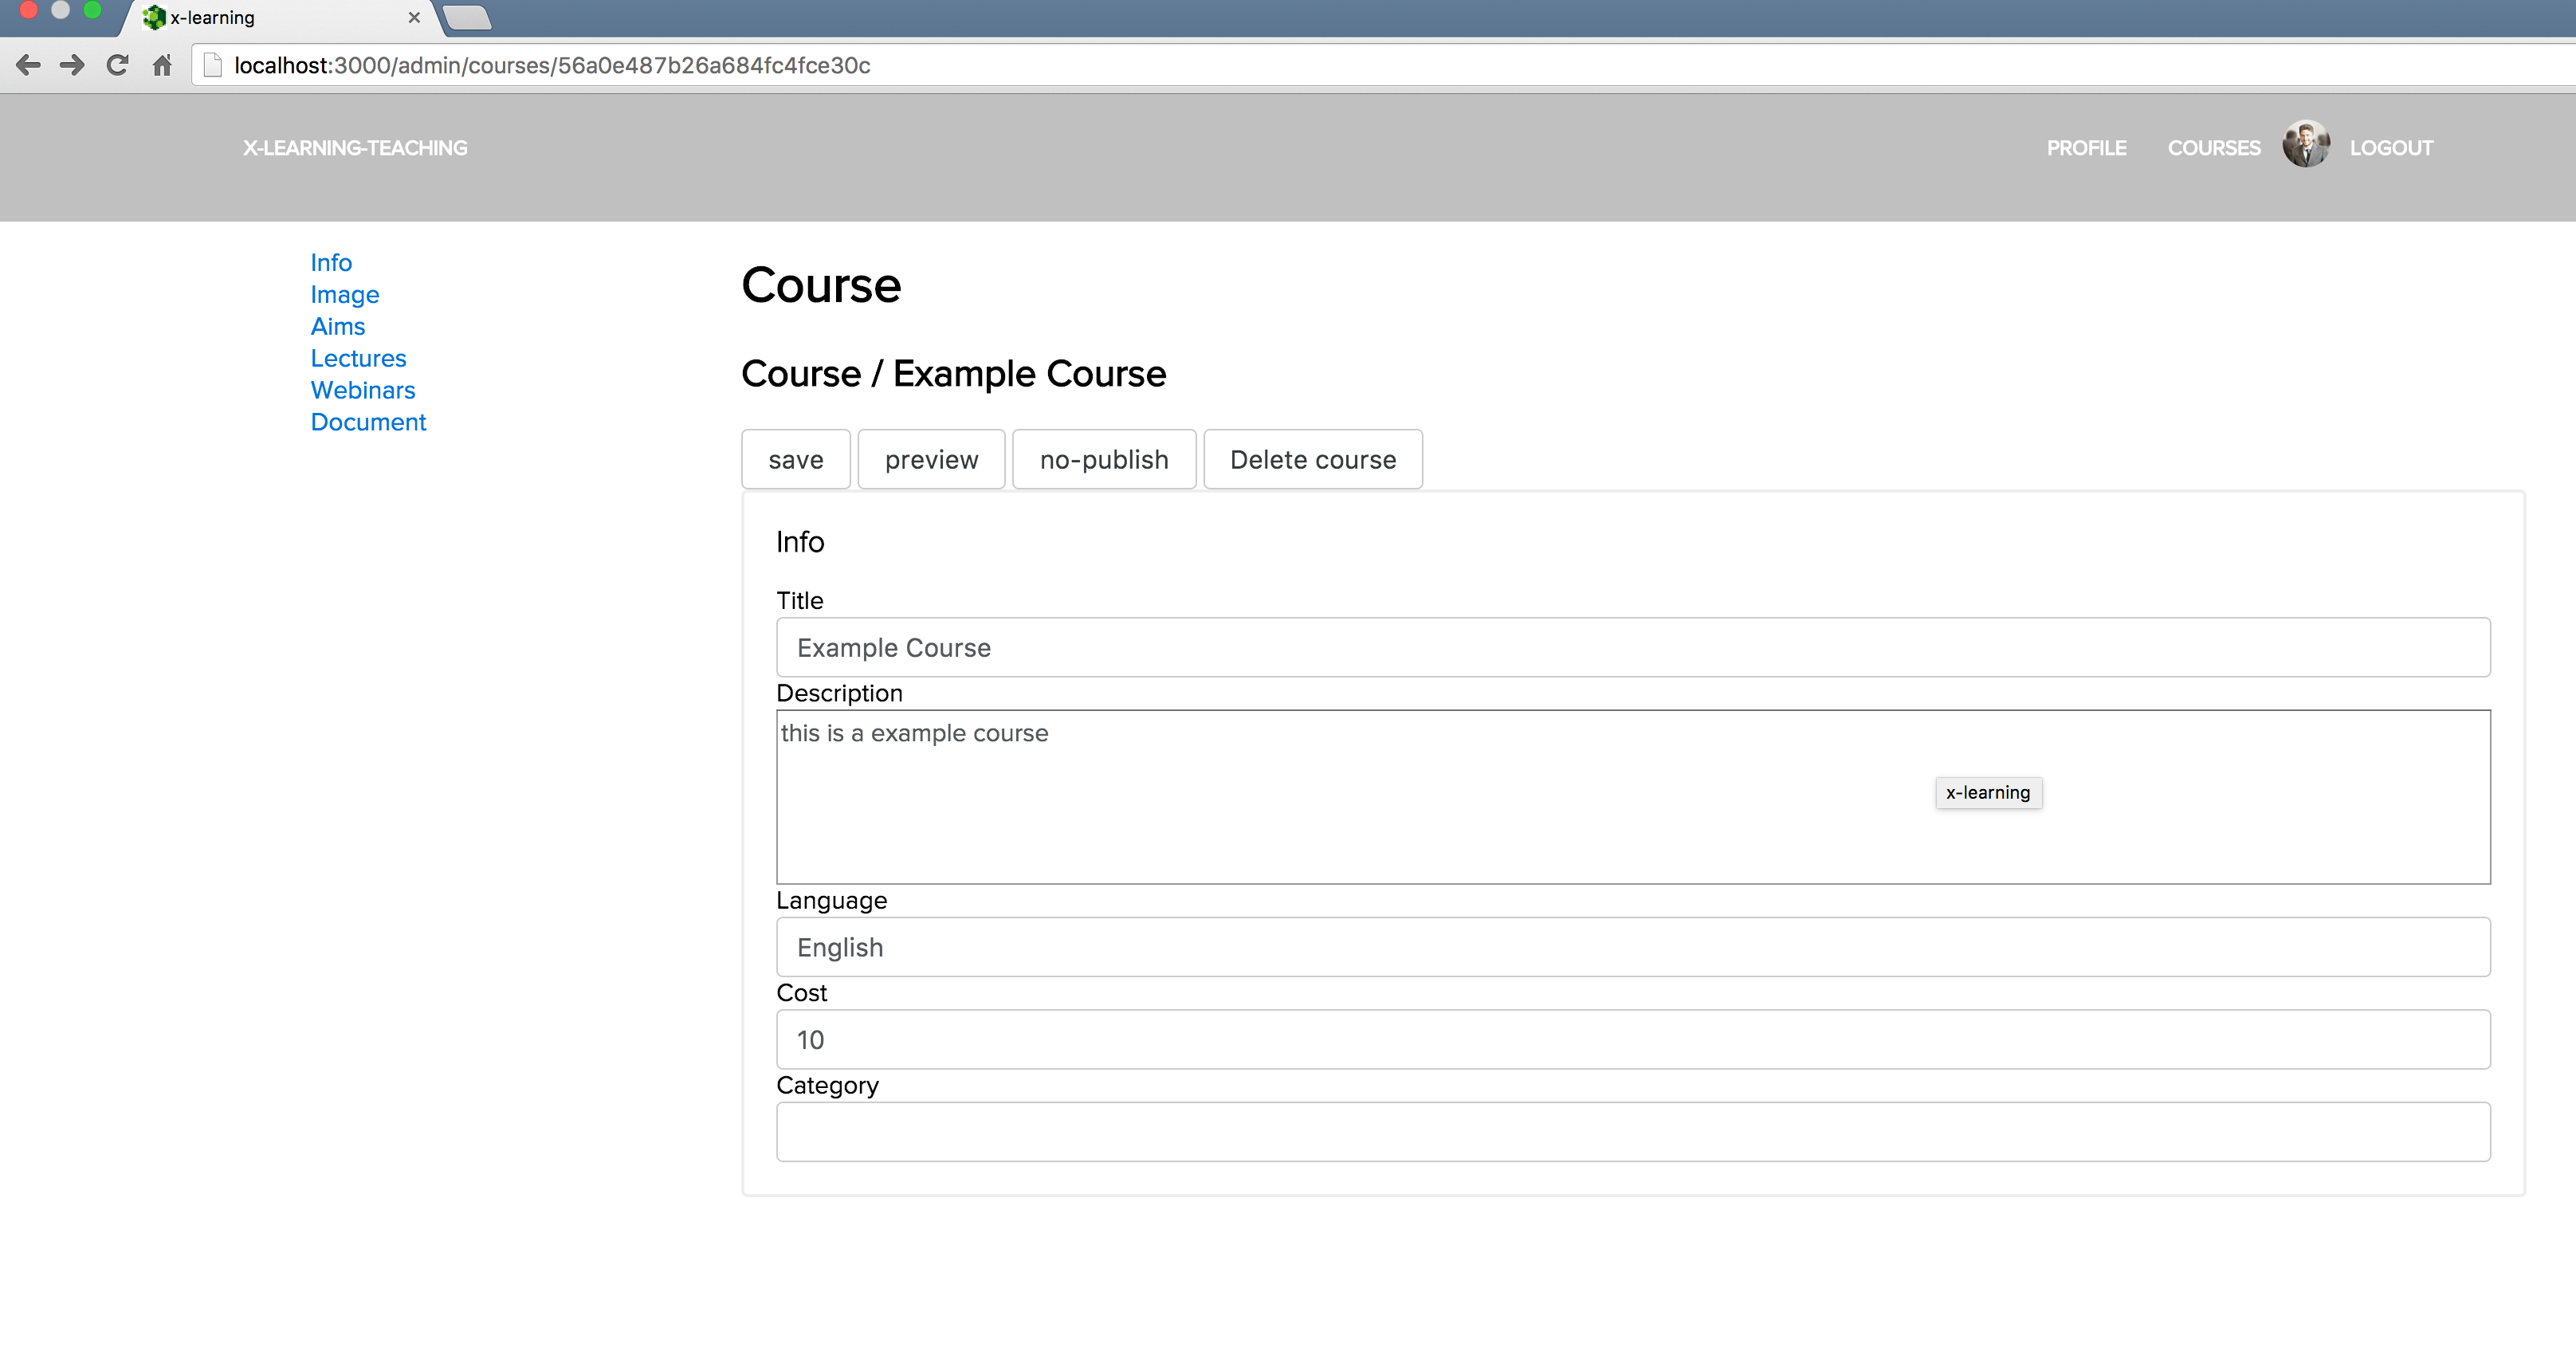 x-learning
localhost:3000/admin/courses/56a0e487b26a684fc4fce30c
X-LEARNING-TEACHING
PROFILE COURSES LOGOUT
Info
Image
Aims
Lectures
Webinars
Document
Course
Course / Example Course
save preview no-publish Delete course
Info
Title
Example Course
Description
this is a example course
x-learning
Language
English
Cost
10
Category